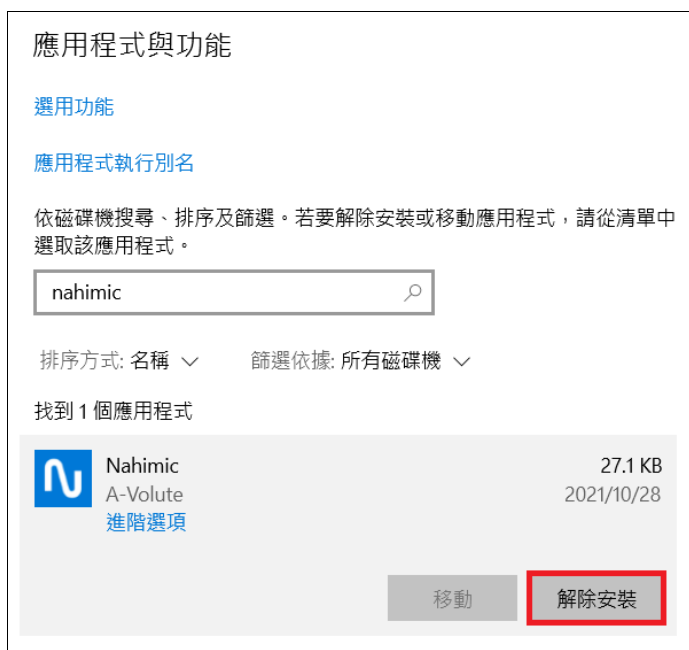 應用程式與功能
選用功能
應用程式執行別名
依磁碟機搜尋、排序及篩選。若要解除安裝或移動應用程式，請從清單中
選取該應用程式。
nahimic
排序方式: 名稱 篩選依據: 所有磁碟機
找到 1 個應用程式
Nahimic 27.1 KB
A-Volute 2021/10/28
進階選項
移動 解除安裝